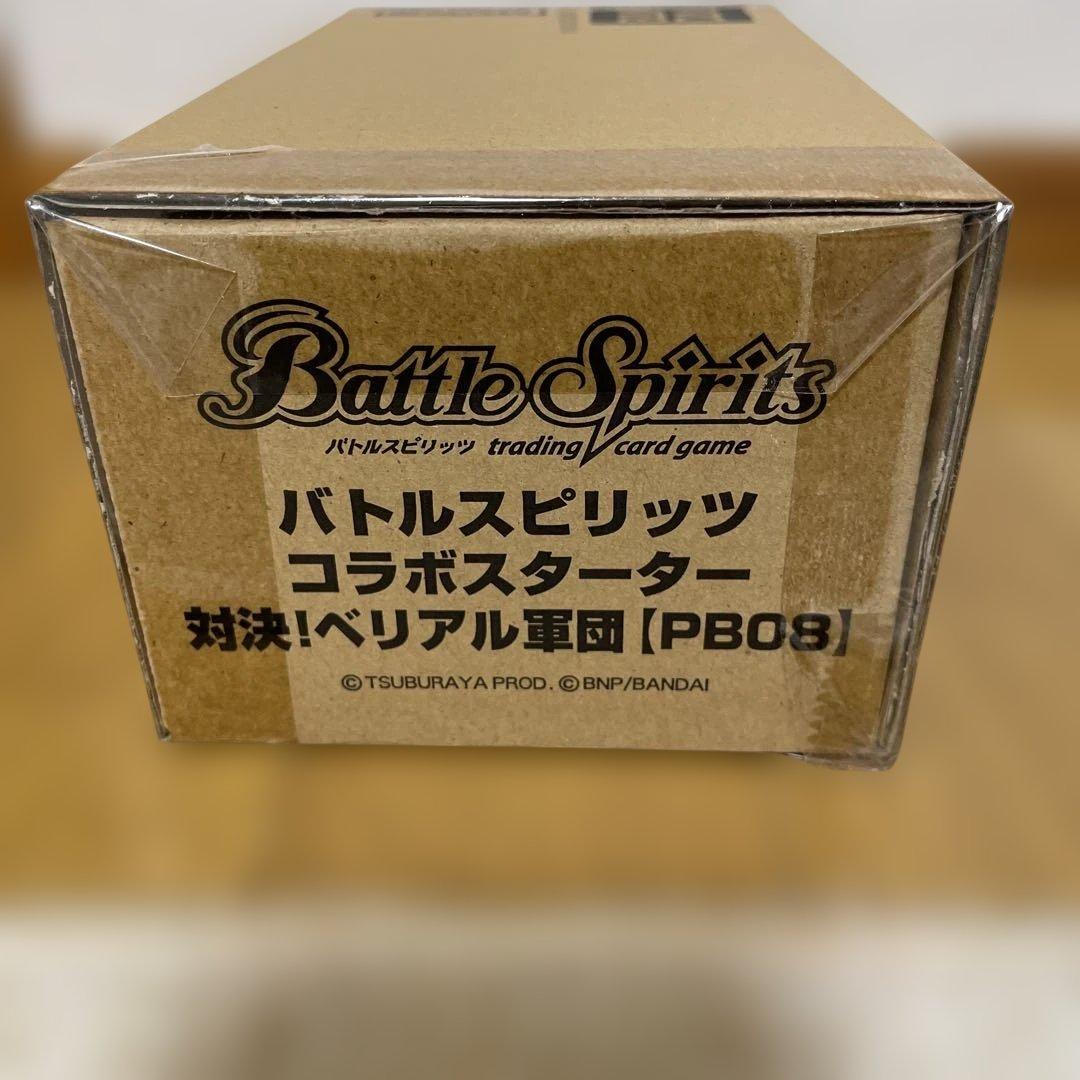 Battle Spirits
バトルスピリッツ trading card game
バトルスピリッツ
コラボスターター
対決!ベリアル軍団【PB08】
©TSUBURAYA PROD. ©BNP/BANDAI